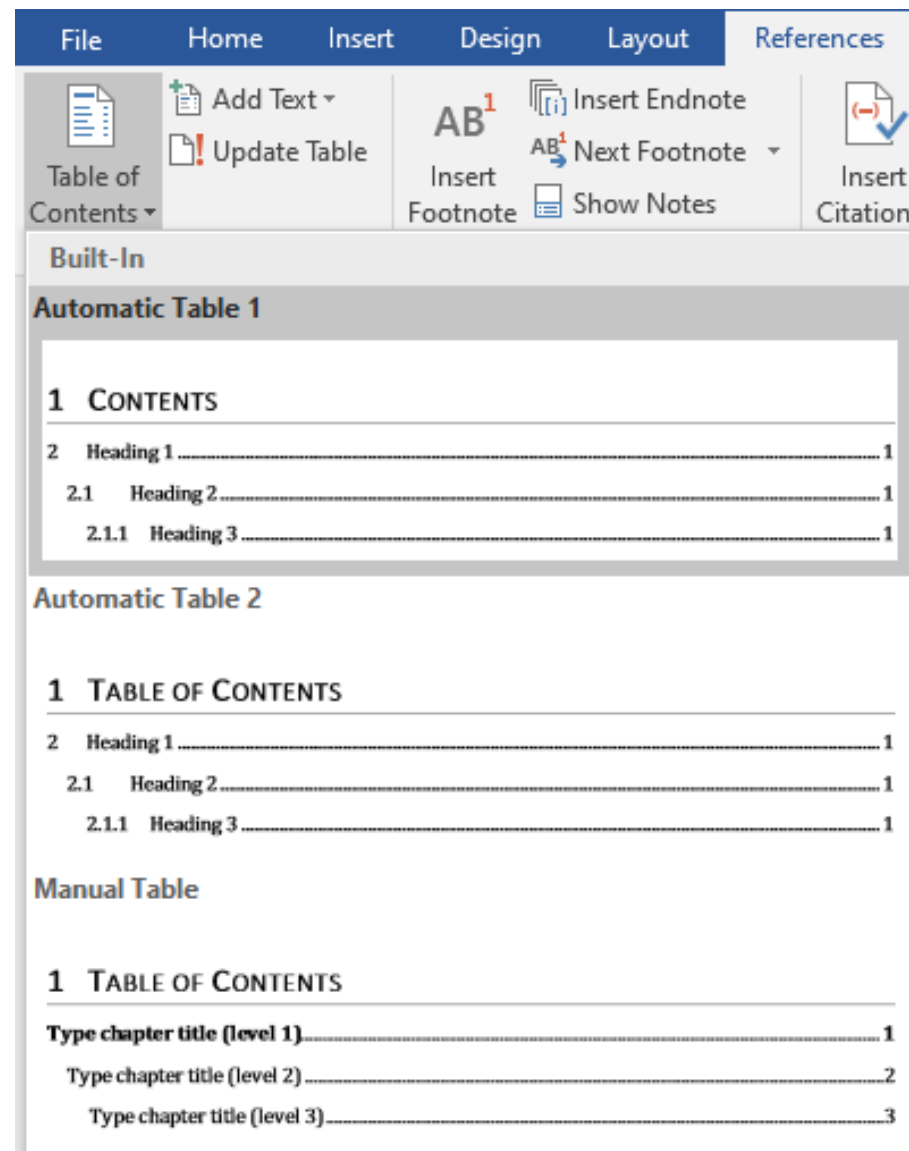 File Home Insert Design Layout References
Add Text
Update Table
Table of
Contents
AB1
Insert
Footnote
[i] Insert Endnote
AB1 Next Footnote
Show Notes
(-)
Insert
Citation
Built-In
Automatic Table 1
1 CONTENTS
2 Heading 1 1
2.1 Heading 2 1
2.1.1 Heading 3 1
Automatic Table 2
1 TABLE OF CONTENTS
2 Heading 1 1
2.1 Heading 2 1
2.1.1 Heading 3 1
Manual Table
1 TABLE OF CONTENTS
Type chapter title (level 1) 1
Type chapter title (level 2) 2
Type chapter title (level 3) 3